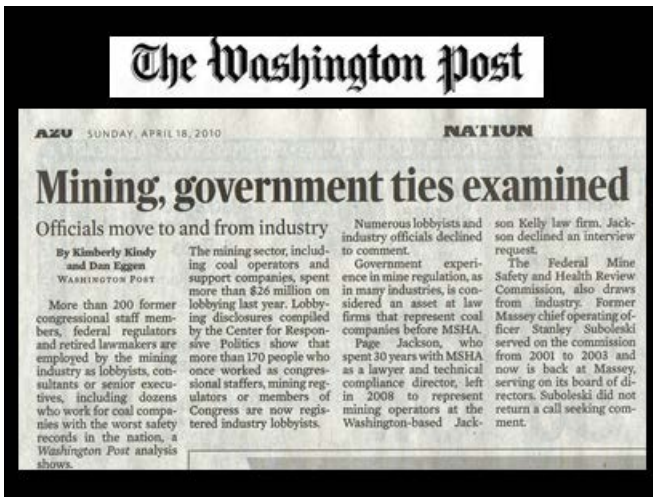 The Washington Post
A20 SUNDAY, APRIL 18, 2010
NATION
Mining, government ties examined
Officials move to and from industry
By Kimberly Kindy
and Dan Eggen
WASHINGTON POST
More than 200 former
congressional staff mem-
bers, federal regulators
and retired lawmakers are
employed by the mining
industry as lobbyists, con-
sultants or senior execu-
tives, including dozens
who work for coal compa-
nies with the worst safety
records in the nation, a
Washington Post analysis
shows.
The mining sector, includ-
ing coal operators and
support companies, spent
more than $26 million on
lobbying last year. Lobby-
ing disclosures compiled
by the Center for Respon-
sive Politics show that
more than 170 people who
once worked as congres-
sional staffers, mining reg-
ulators or members of
Congress are now regis-
tered industry lobbyists.
Numerous lobbyists and
industry officials declined
to comment.
Government experi-
ence in mine regulation, as
in many industries, is con-
sidered an asset at law
firms that represent coal
companies before MSHA.
Page Jackson, who
spent 30 years with MSHA
as a lawyer and technical
compliance director, left
in 2008 to represent
mining operators at the
Washington-based Jack-
son Kelly law firm. Jack-
son declined an interview
request.
The Federal Mine
Safety and Health Review
Commission, also draws
from industry. Former
Massey chief operating of-
ficer Stanley Suboleski
served on the commission
from 2001 to 2003 and
now is back at Massey,
serving on its board of di-
rectors. Suboleski did not
return a call seeking com-
ment.